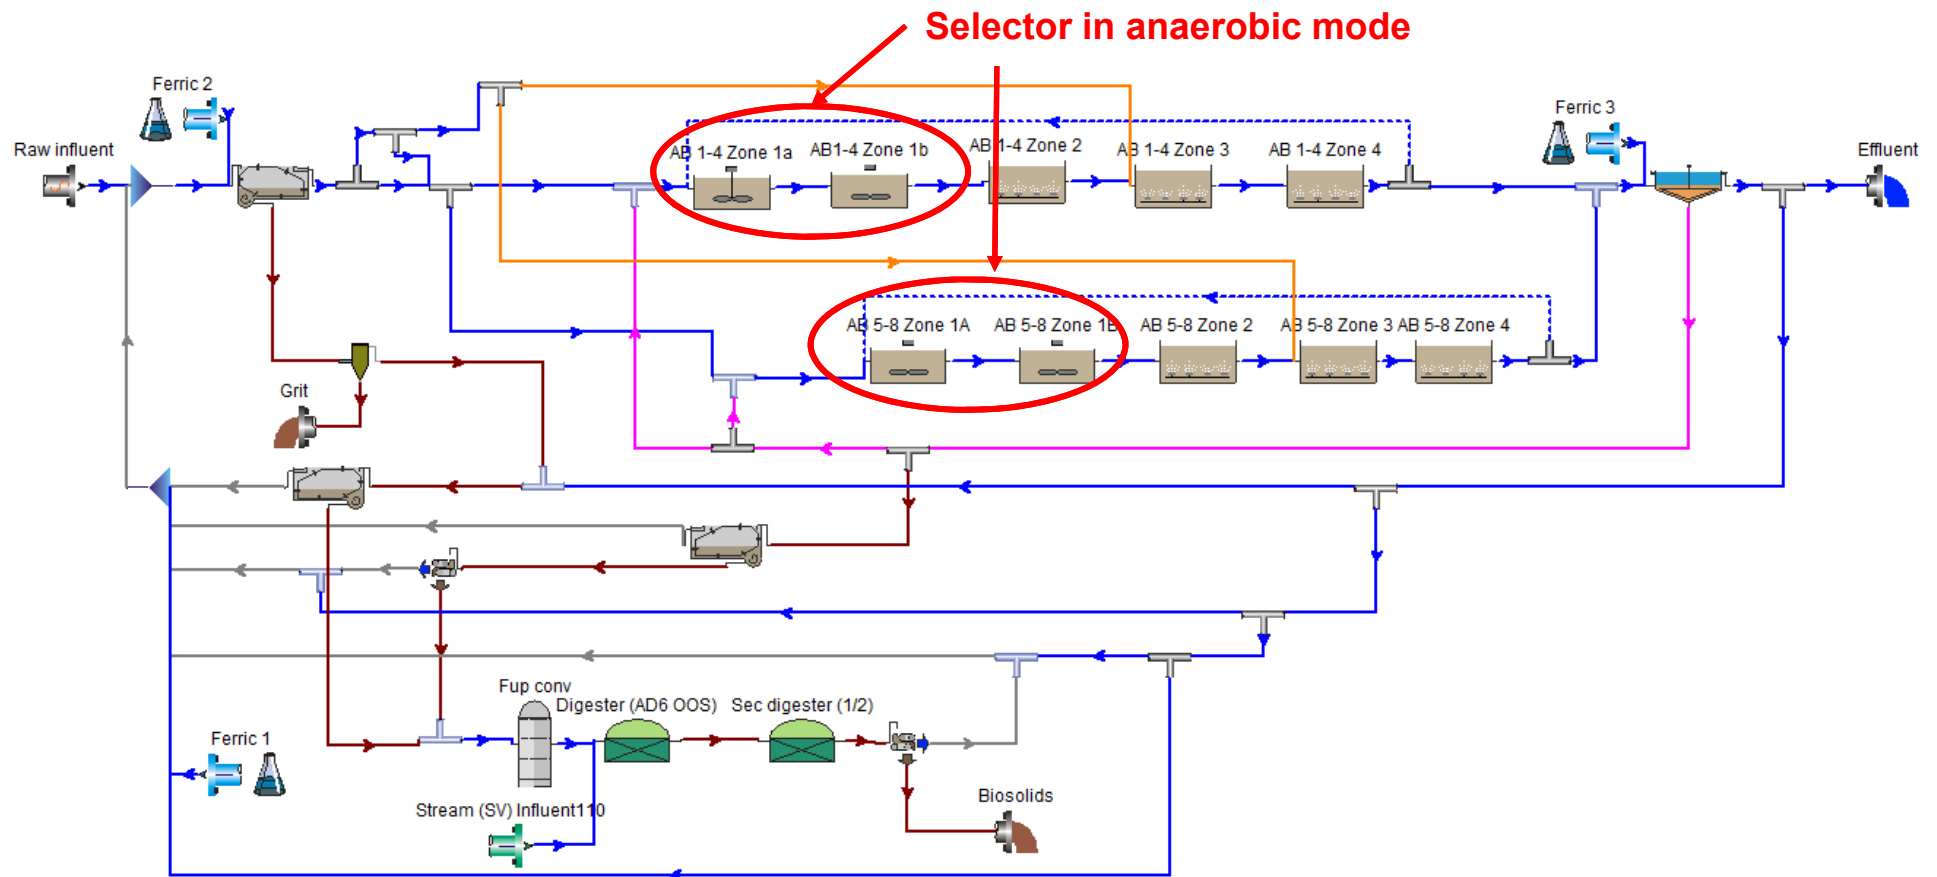 Selector in anaerobic mode
Ferric 2
Ferric 3
Raw influent
AB 1-4 Zone 1a
AB1-4 Zone 1b
AB 1-4 Zone 2
AB 1-4 Zone 3
AB 1-4 Zone 4
Effluent
AB 5-8 Zone 1A
AB 5-8 Zone 1B
AB 5-8 Zone 2
AB 5-8 Zone 3
AB 5-8 Zone 4
Grit
Fup conv
Digester (AD6 OOS)
Sec digester (1/2)
Ferric 1
Stream (SV) Influent110
Biosolids